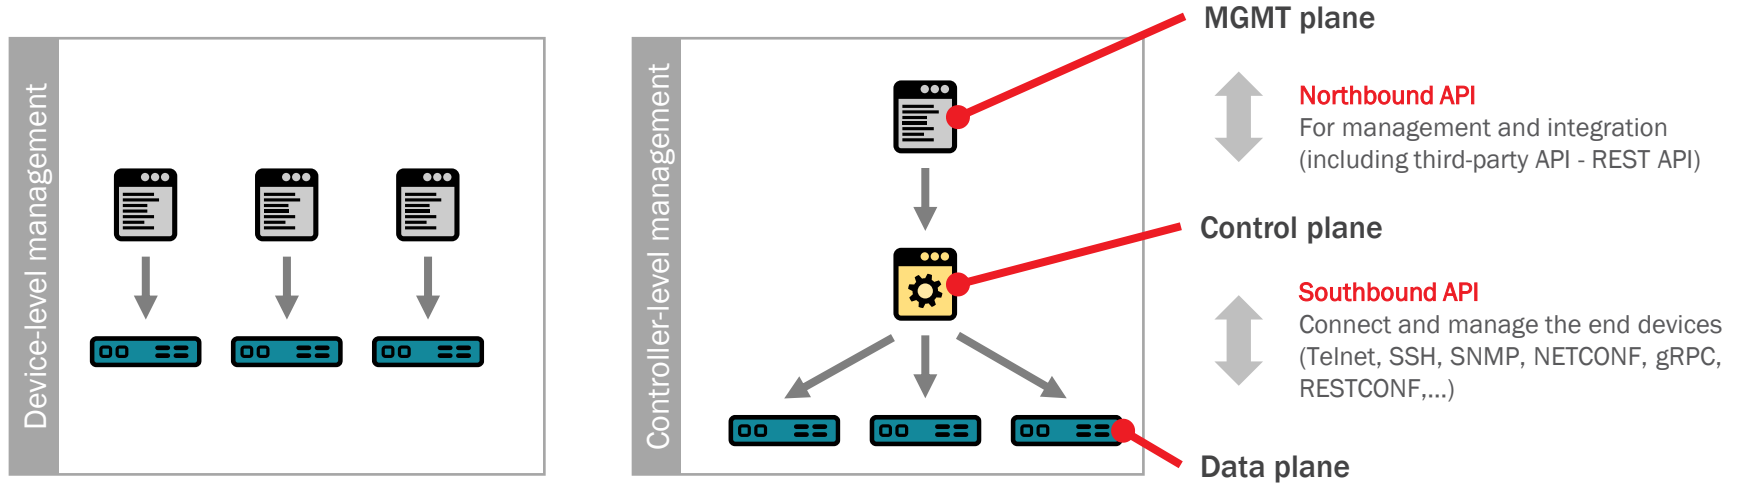 Device-level management
Controller-level management
MGMT plane
Northbound API
For management and integration
(including third-party API - REST API)
Control plane
Southbound API
Connect and manage the end devices
(Telnet, SSH, SNMP, NETCONF, gRPC,
RESTCONF,...)
Data plane